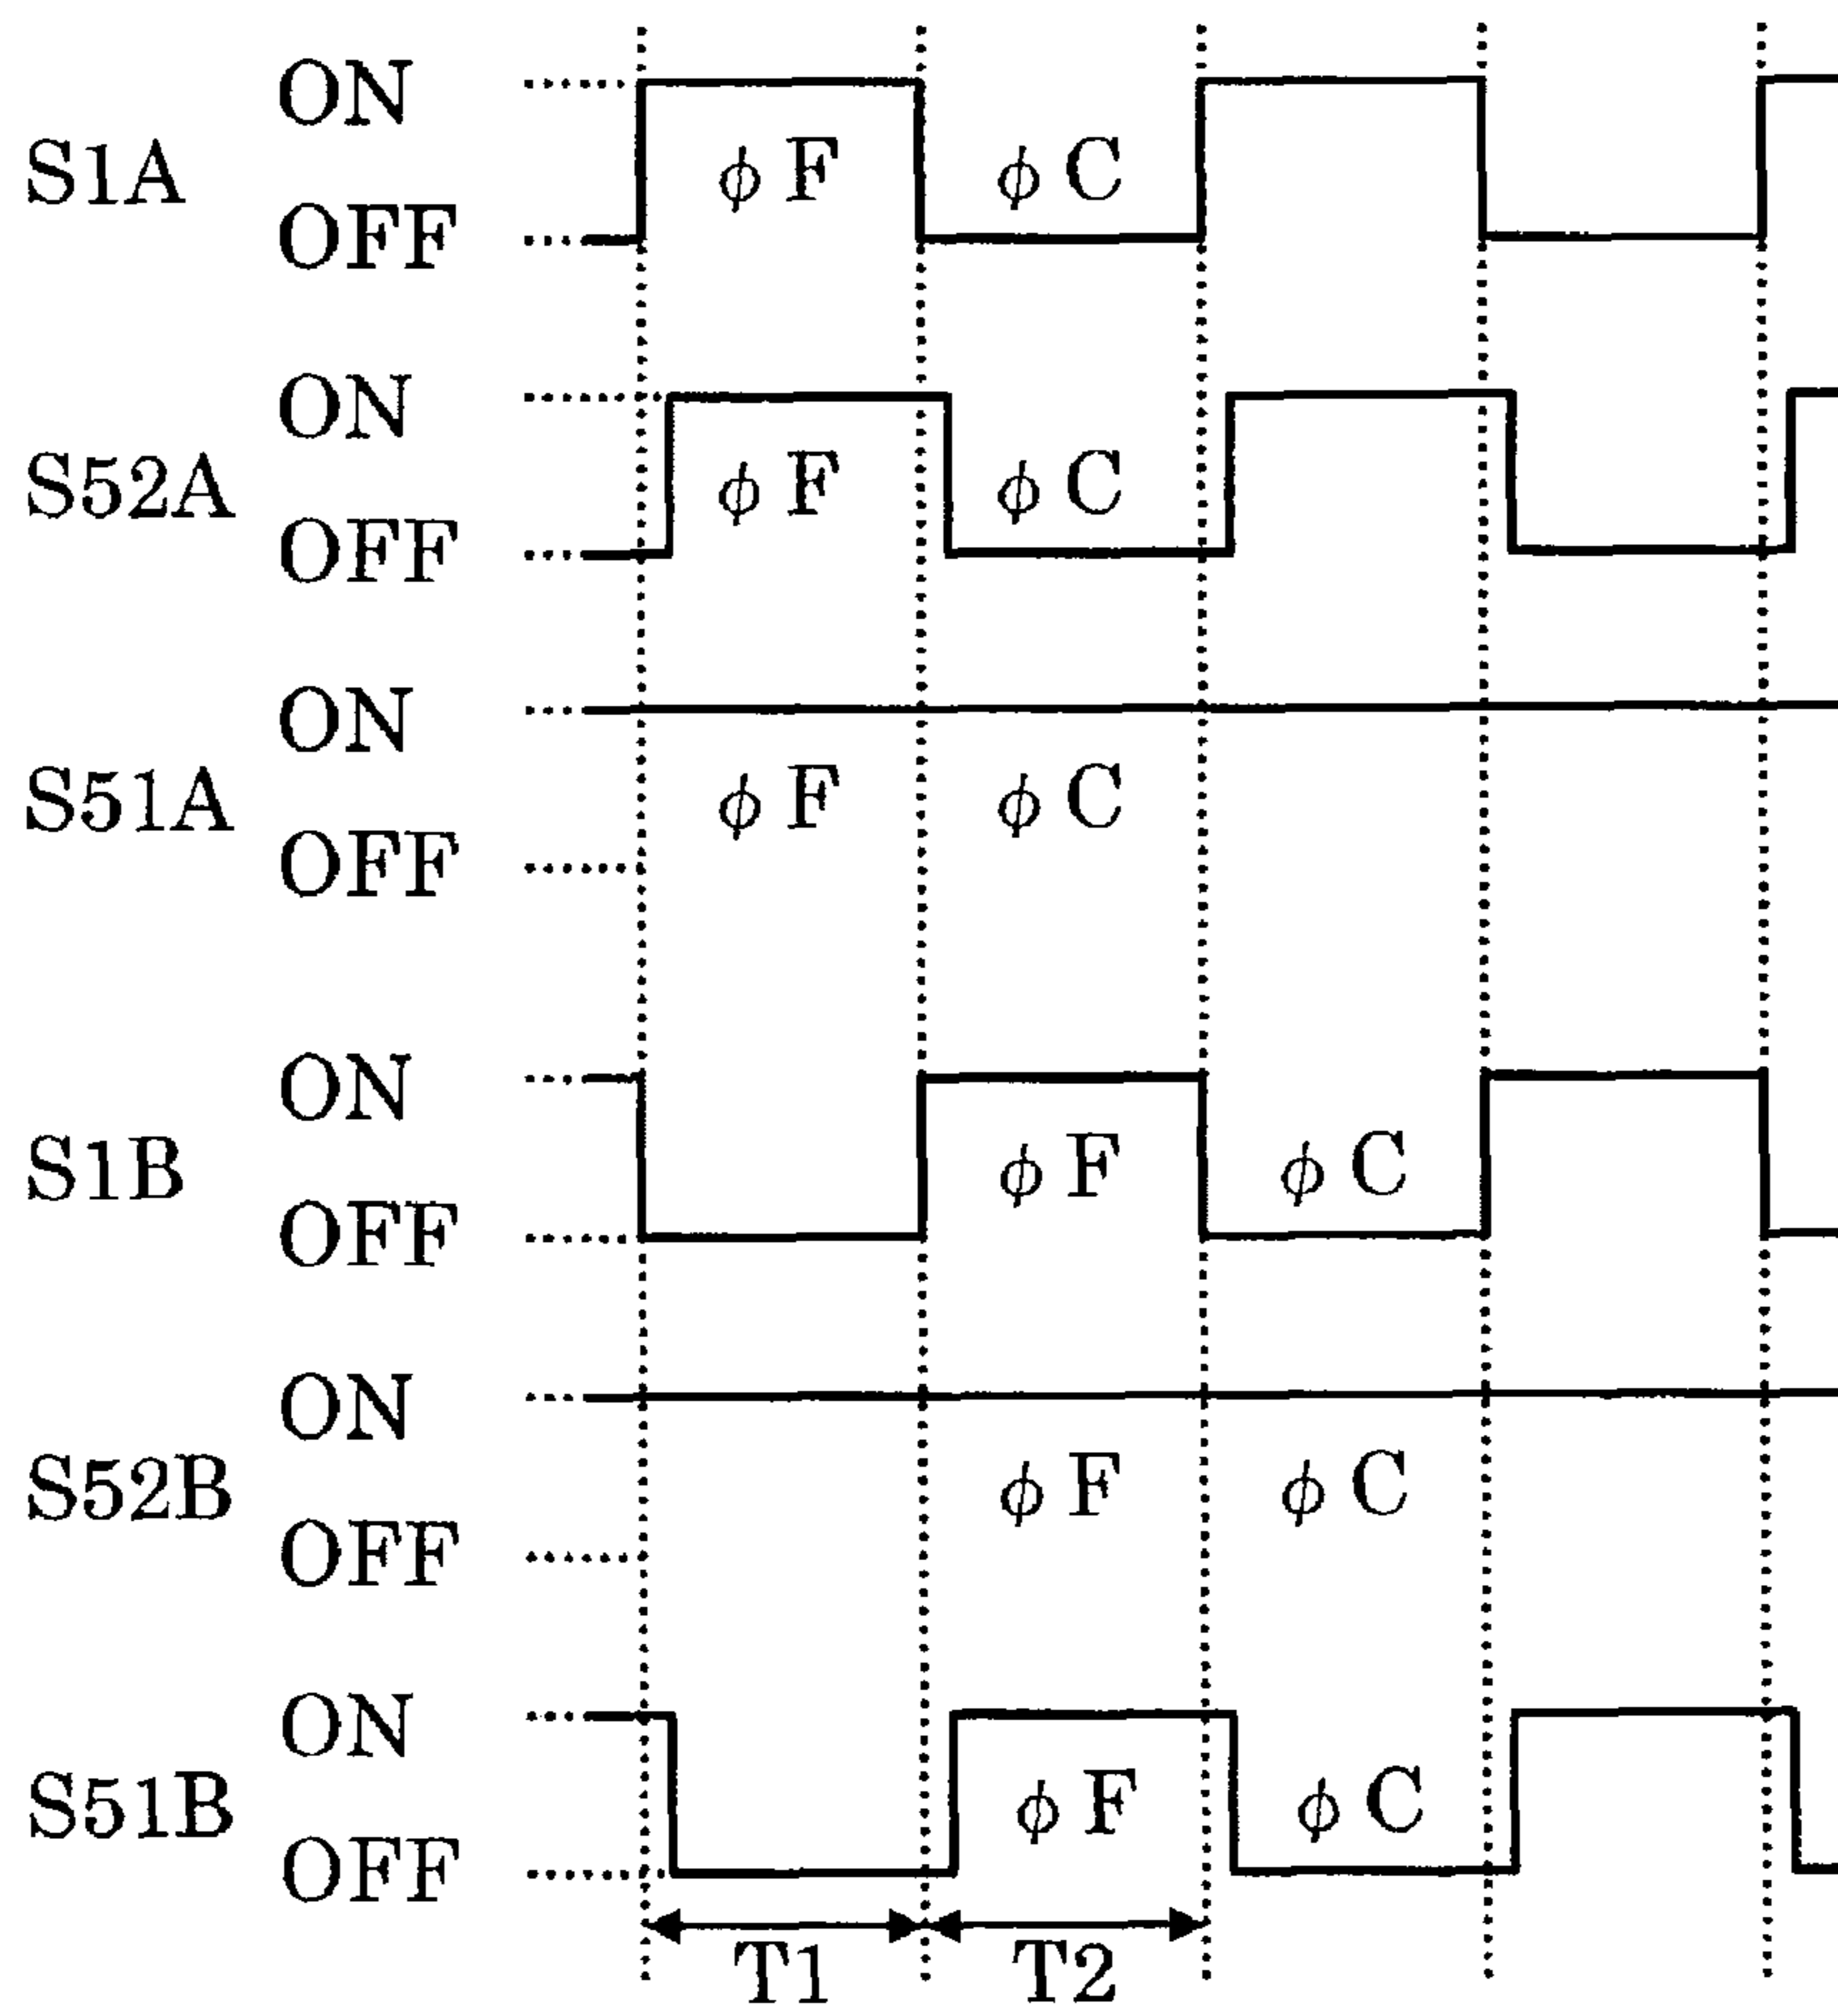 ON
S1A φF φC
OFF
ON
S52A φF φC
OFF
ON
S51A φF φC
OFF
ON
S1B φF φC
OFF
ON
S52B φF φC
OFF
ON
S51B φF φC
OFF
T1 T2